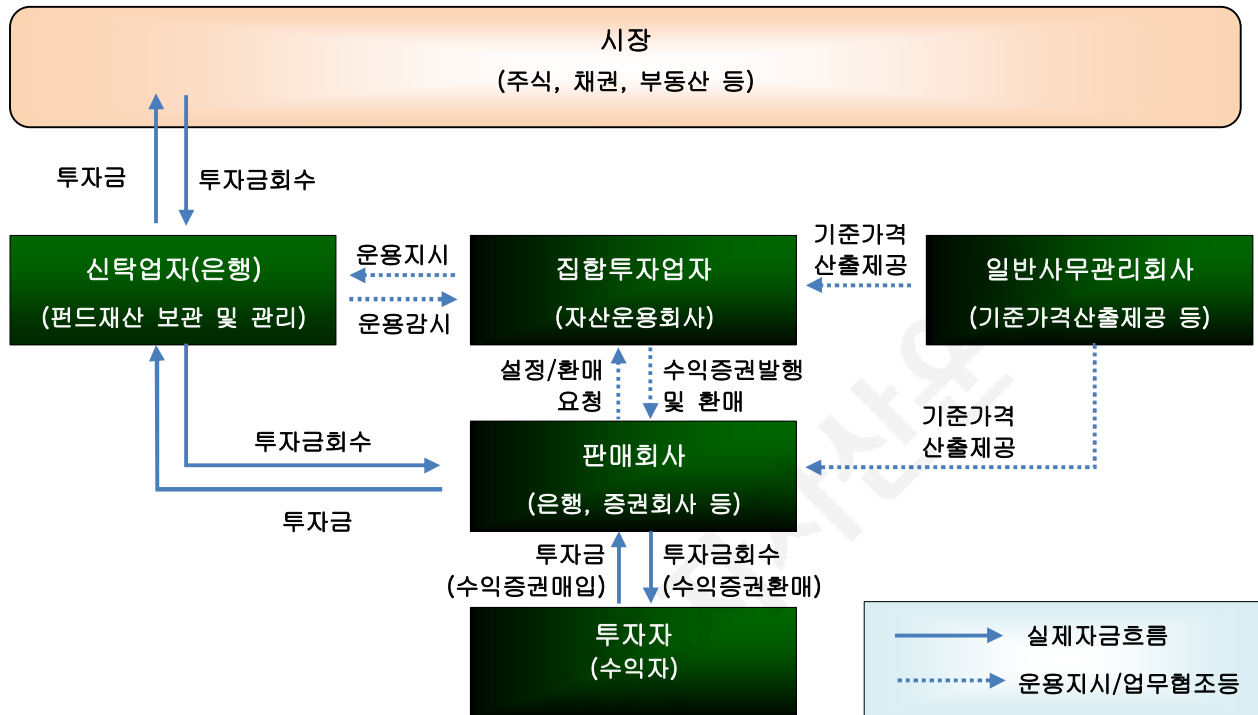 시장
(주식, 채권, 부동산 등)
투자금
투자금회수
신탁업자(은행)
(펀드재산 보관 및 관리)
운용지시
운용감시
집합투자업자
(자산운용회사)
기준가격
산출제공
일반사무관리회사
(기준가격산출제공 등)
설정/환매
요청
수익증권발행
및 환매
기준가격
산출제공
투자금회수
투자금
판매회사
(은행, 증권회사 등)
투자금
(수익증권매입)
투자금회수
(수익증권환매)
투자자
(수익자)
실제자금흐름
운용지시/업무협조등